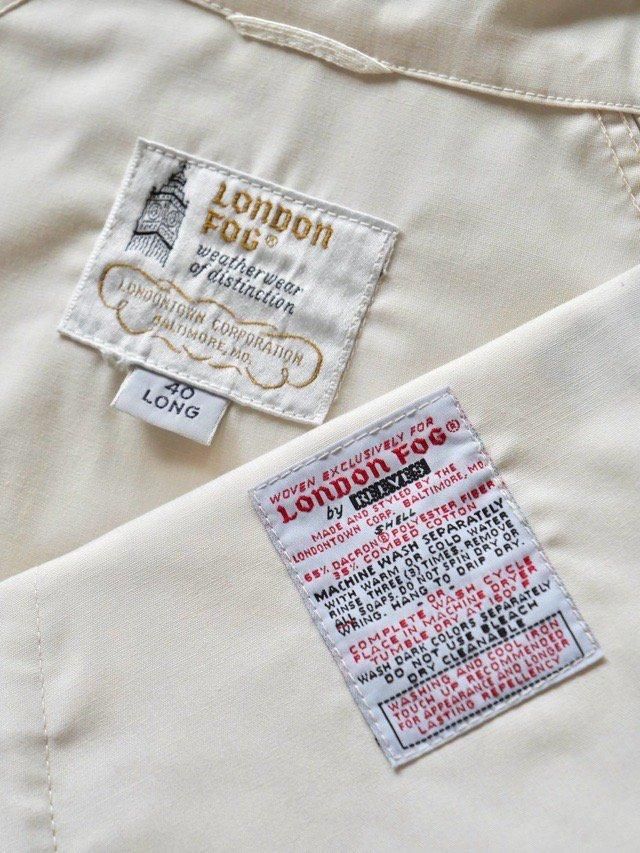 LONDON
FOG®
weatherwear
of distinction
LONDONTOWN CORPORATION
BALTIMORE, MD.
40
LONG
WOVEN EXCLUSIVELY FOR
LONDON FOG®
by REEVES
MADE AND STYLED BY THE
LONDONTOWN CORP. BALTIMORE, MD.
SHELL
65% DACRON® POLYESTER FIBER
35% COMBED COTTON
MACHINE WASH SEPARATELY
WITH WARM OR COLD WATER
RINSE THREE (3) TIMES, REMOVE
ALL SOAPS. DO NOT SPIN DRY OR
WRING. HANG TO DRIP DRY.
COMPLETE OR WASH CYCLE
PLACE IN MACHINE DRYER
TUMBLE DRY AT 160°F
WASH DARK COLORS SEPARATELY
DO NOT USE BLEACH
DRY CLEANABLE
WASHING AND COOL IRON
TOUCH UP RECOMMENDED
FOR APPEARANCE AND LONGER
LASTING REPELLENCY